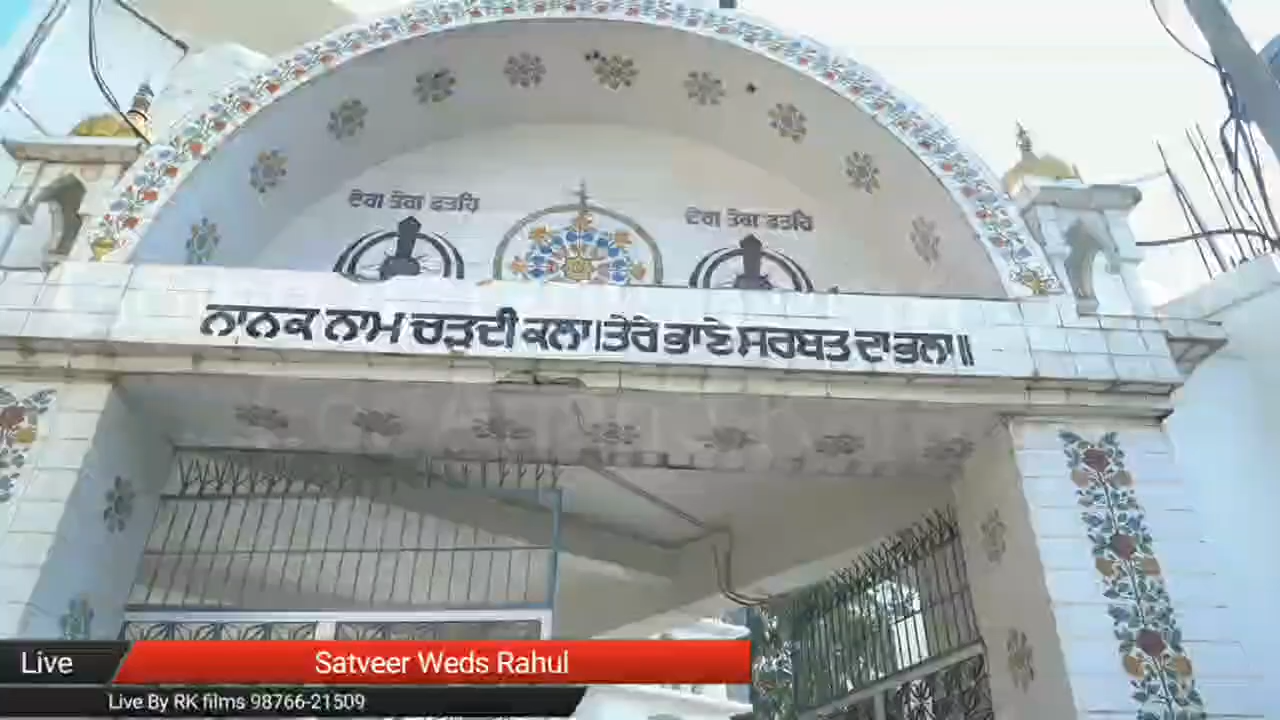 ਦੇਗ ਤੇਗ ਫਤਹਿ ਦੇਗ ਤੇਗ ਫਤਹਿ
ਨਾਨਕ ਨਾਮ ਚੜ੍ਹਦੀ ਕਲਾ।ਤੇਰੇ ਭਾਣੇ ਸਰਬਤ ਦਾ ਭਲਾ॥
Live Satveer Weds Rahul
Live By RK films 98766-21509